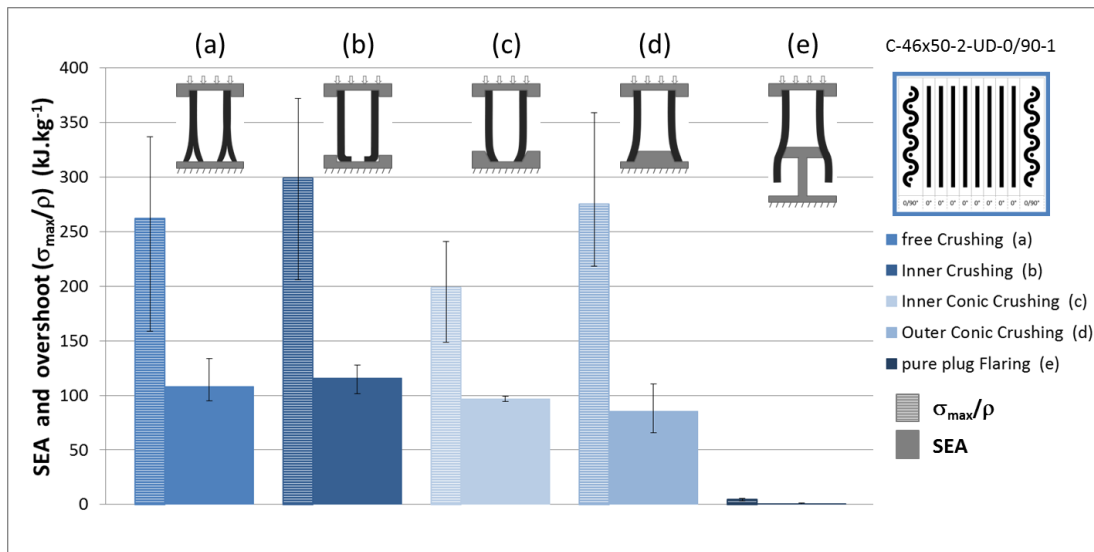 (a) (b) (c) (d) (e)
C-46x50-2-UD-0/90-1
SEA and overshoot (σmax/ρ) (kJ.kg-1)
400
350
300
250
200
150
100
50
0
0/90° 0° 0° 0° 0° 0° 0° 0° 0° 0/90°
free Crushing (a)
Inner Crushing (b)
Inner Conic Crushing (c)
Outer Conic Crushing (d)
pure plug Flaring (e)
σmax/ρ
SEA